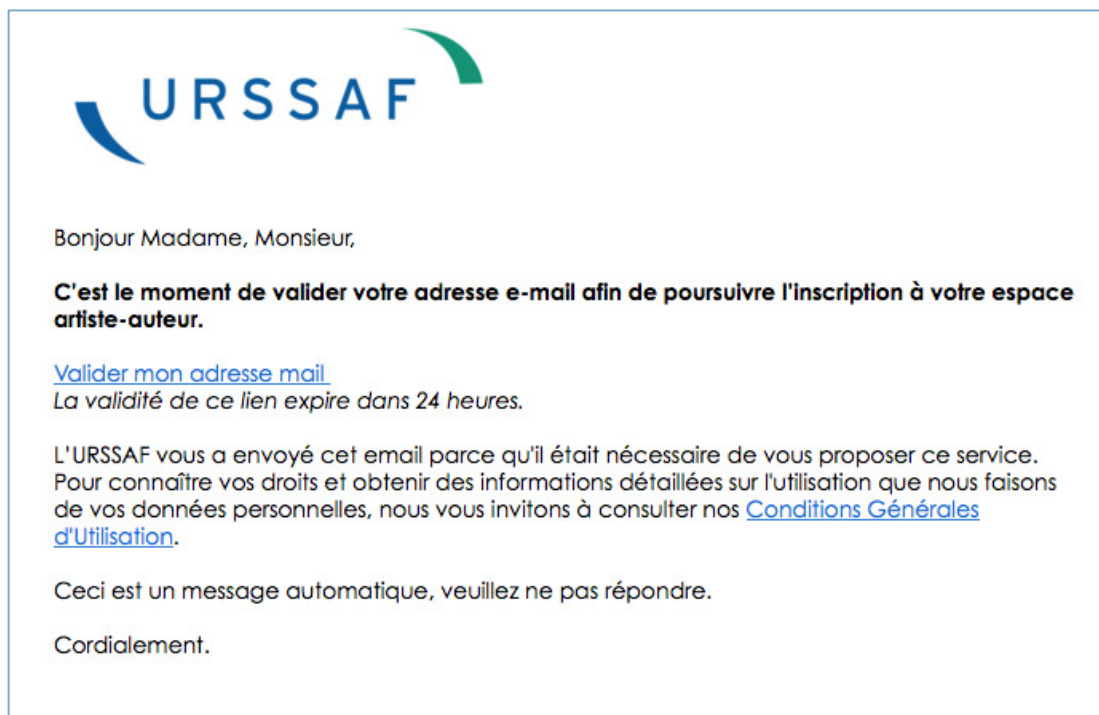 URSSAF
Bonjour Madame, Monsieur,
C'est le moment de valider votre adresse e-mail afin de poursuivre l'inscription à votre espace
artiste-auteur.
Valider mon adresse mail
La validité de ce lien expire dans 24 heures.
L'URSSAF vous a envoyé cet email parce qu'il était nécessaire de vous proposer ce service.
Pour connaître vos droits et obtenir des informations détaillées sur l'utilisation que nous faisons
de vos données personnelles, nous vous invitons à consulter nos Conditions Générales
d'Utilisation.
Ceci est un message automatique, veuillez ne pas répondre.
Cordialement.